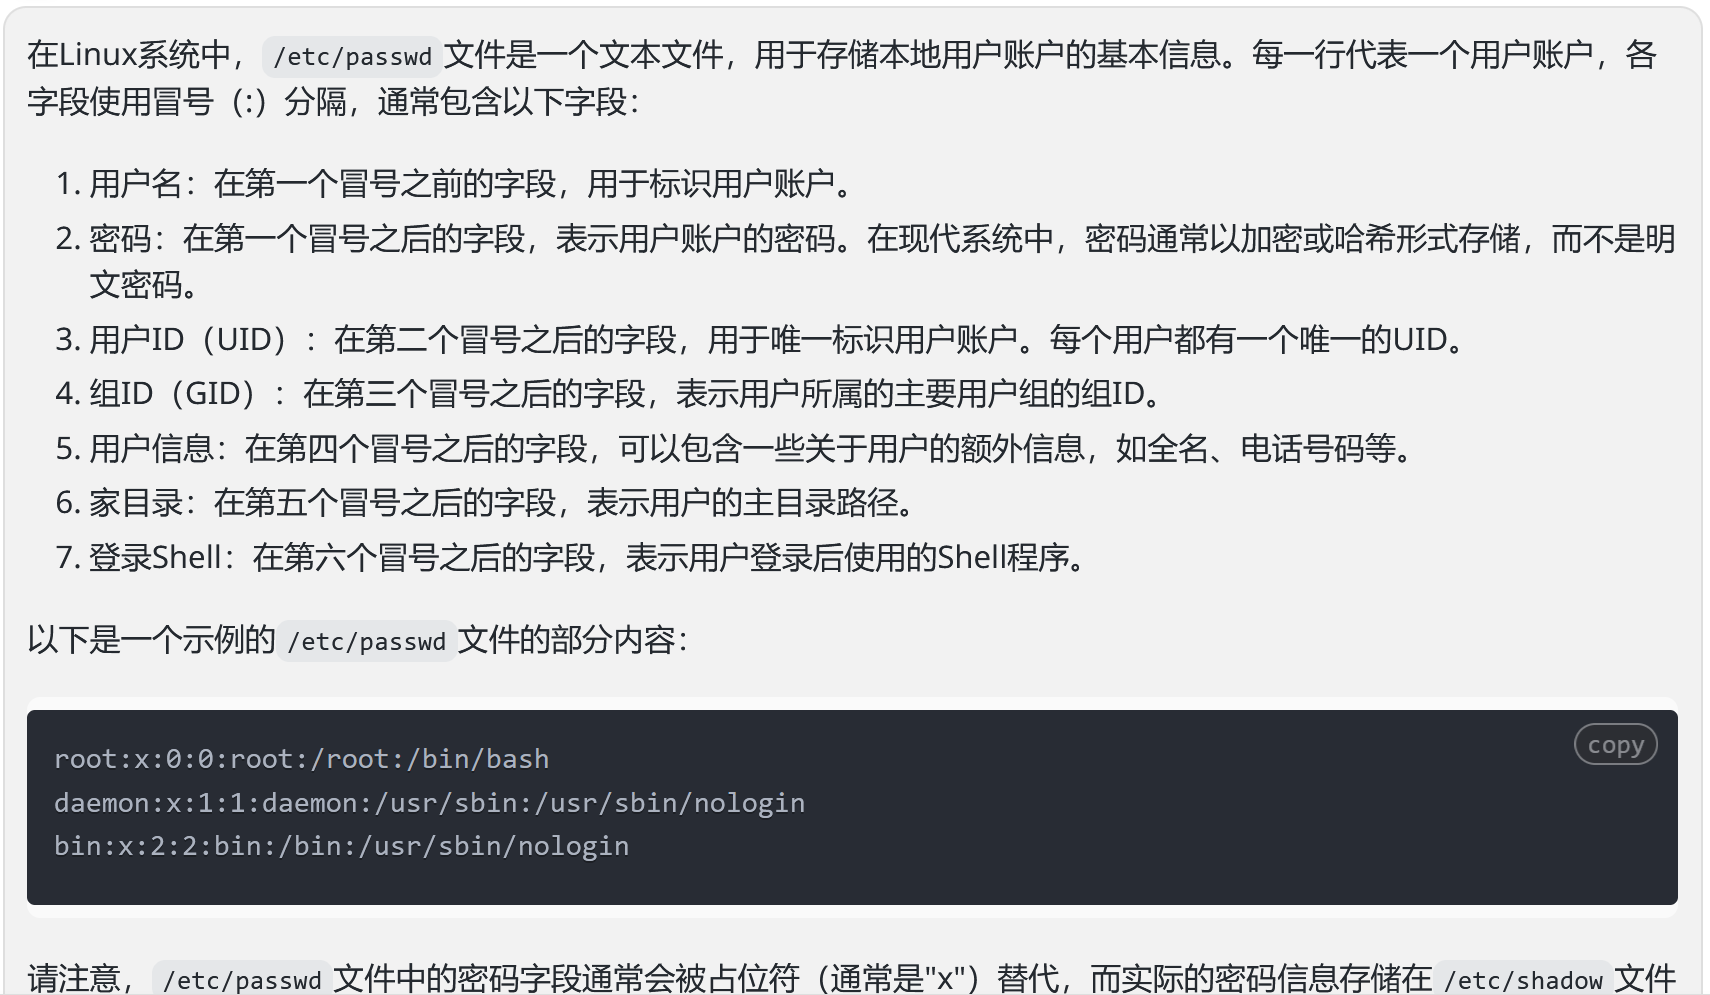 在Linux系统中，/etc/passwd文件是一个文本文件，用于存储本地用户账户的基本信息。每一行代表一个用户账户，各
字段使用冒号（:）分隔，通常包含以下字段：
1. 用户名：在第一个冒号之前的字段，用于标识用户账户。
2. 密码：在第一个冒号之后的字段，表示用户账户的密码。在现代系统中，密码通常以加密或哈希形式存储，而不是明
文密码。
3. 用户ID（UID）：在第二个冒号之后的字段，用于唯一标识用户账户。每个用户都有一个唯一的UID。
4. 组ID（GID）：在第三个冒号之后的字段，表示用户所属的主要用户组的组ID。
5. 用户信息：在第四个冒号之后的字段，可以包含一些关于用户的额外信息，如全名、电话号码等。
6. 家目录：在第五个冒号之后的字段，表示用户的主目录路径。
7. 登录Shell：在第六个冒号之后的字段，表示用户登录后使用的Shell程序。
以下是一个示例的/etc/passwd文件的部分内容：
copy
root:x:0:0:root:/root:/bin/bash
daemon:x:1:1:daemon:/usr/sbin:/usr/sbin/nologin
bin:x:2:2:bin:/bin:/usr/sbin/nologin
请注意，/etc/passwd文件中的密码字段通常会被占位符（通常是"x"）替代，而实际的密码信息存储在/etc/shadow文件